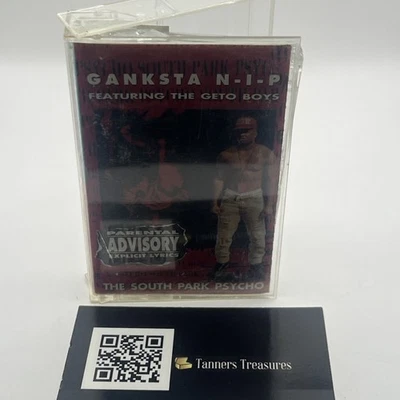 GANKSTA N-I-P
FEATURING THE GETO BOYS
PARENTAL
ADVISORY
EXPLICIT LYRICS
THE SOUTH PARK PSYCHO
Tanners Treasures